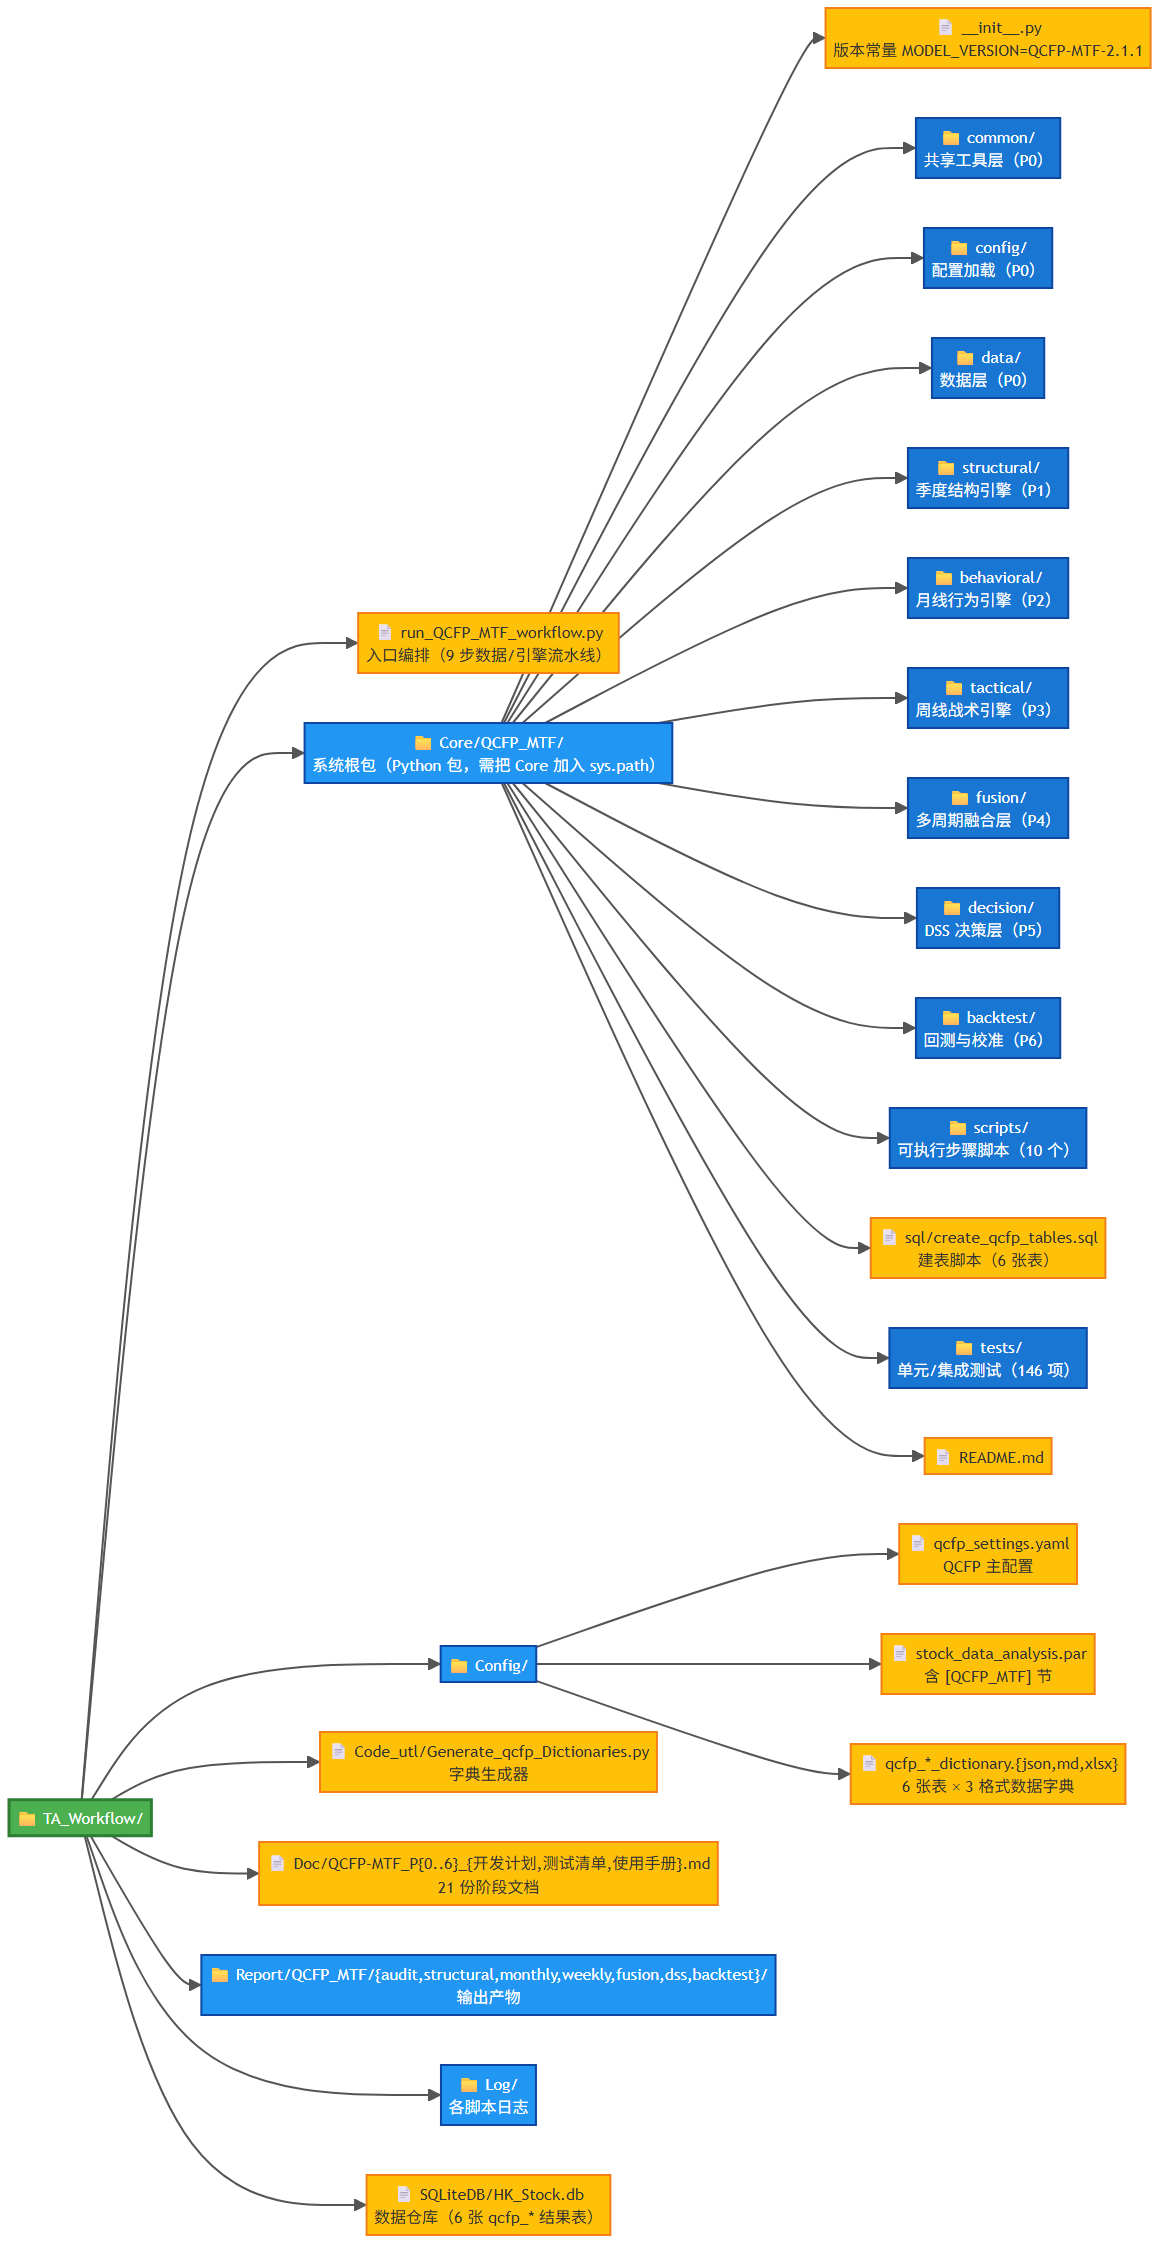 __init__.py
版本常量 MODEL_VERSION=QCFP-MTF-2.1.1
common/
共享工具层（P0）
config/
配置加载（P0）
data/
数据层（P0）
structural/
季度结构引擎（P1）
behavioral/
月线行为引擎（P2）
run_QCFP_MTF_workflow.py
入口编排（9 步数据/引擎流水线）
tactical/
周线战术引擎（P3）
Core/QCFP_MTF/
系统根包（Python 包，需把 Core 加入 sys.path）
fusion/
多周期融合层（P4）
decision/
DSS 决策层（P5）
backtest/
回测与校准（P6）
scripts/
可执行步骤脚本（10 个）
sql/create_qcfp_tables.sql
建表脚本（6 张表）
tests/
单元/集成测试（146 项）
README.md
qcfp_settings.yaml
QCFP 主配置
Config/
stock_data_analysis.par
含 [QCFP_MTF] 节
Code_utl/Generate_qcfp_Dictionaries.py
字典生成器
qcfp_*_dictionary.{json,md,xlsx}
6 张表 × 3 格式数据字典
TA_Workflow/
Doc/QCFP-MTF_P{0..6}_{开发计划,测试清单,使用手册}.md
21 份阶段文档
Report/QCFP_MTF/{audit,structural,monthly,weekly,fusion,dss,backtest}/
输出产物
Log/
各脚本日志
SQLiteDB/HK_Stock.db
数据仓库（6 张 qcfp_* 结果表）